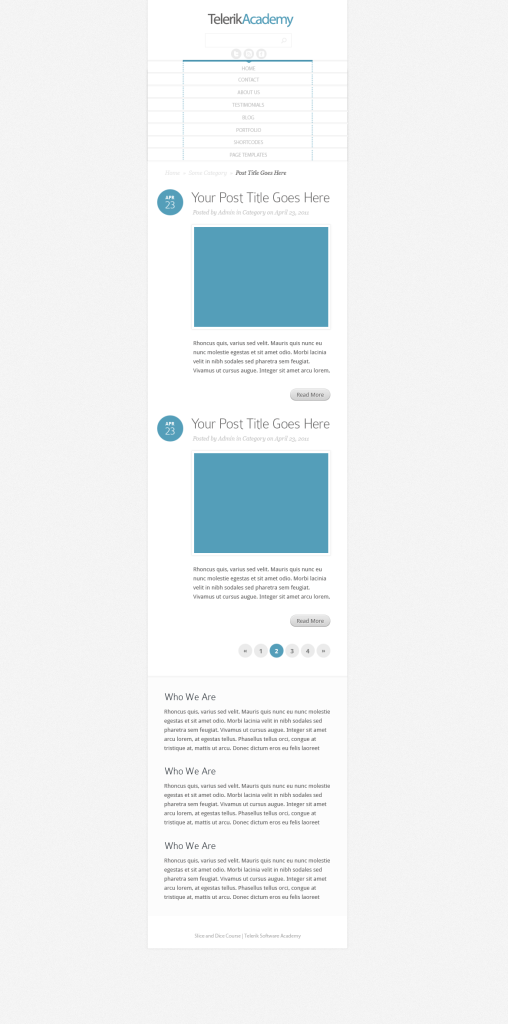 TelerikAcademy
HOME
CONTACT
ABOUT US
TESTIMONIALS
BLOG
PORTFOLIO
SHORTCODES
PAGE TEMPLATES
Home » Demo Category » Post Title Goes Here
APR
23
Your Post Title Goes Here
Posted by Admin in Category on April 23, 2012
Rhoncus quis, varius sed velit. Mauris quis nunc eu
nunc molestie egestas et sit amet odio. Morbi lacinia
velit in nibh sodales sed pharetra sem feugiat.
Vivamus ut cursus augue. Integer sit amet arcu lorem.
Read More
APR
23
Your Post Title Goes Here
Posted by Admin in Category on April 23, 2012
Rhoncus quis, varius sed velit. Mauris quis nunc eu
nunc molestie egestas et sit amet odio. Morbi lacinia
velit in nibh sodales sed pharetra sem feugiat.
Vivamus ut cursus augue. Integer sit amet arcu lorem.
Read More
« 1 2 3 4 »
Who We Are
Rhoncus quis, varius sed velit. Mauris quis nunc eu nunc molestie
egestas et sit amet odio. Morbi lacinia velit in nibh sodales sed
pharetra sem feugiat. Vivamus ut cursus augue. Integer sit amet
arcu lorem, at egestas tellus. Phasellus tellus orci, congue at
tristique at, mattis ut arcu. Donec dictum eros eu felis laoreet
Who We Are
Rhoncus quis, varius sed velit. Mauris quis nunc eu nunc molestie
egestas et sit amet odio. Morbi lacinia velit in nibh sodales sed
pharetra sem feugiat. Vivamus ut cursus augue. Integer sit amet
arcu lorem, at egestas tellus. Phasellus tellus orci, congue at
tristique at, mattis ut arcu. Donec dictum eros eu felis laoreet
Who We Are
Rhoncus quis, varius sed velit. Mauris quis nunc eu nunc molestie
egestas et sit amet odio. Morbi lacinia velit in nibh sodales sed
pharetra sem feugiat. Vivamus ut cursus augue. Integer sit amet
arcu lorem, at egestas tellus. Phasellus tellus orci, congue at
tristique at, mattis ut arcu. Donec dictum eros eu felis laoreet
Slice and Dice Course | Telerik Software Academy